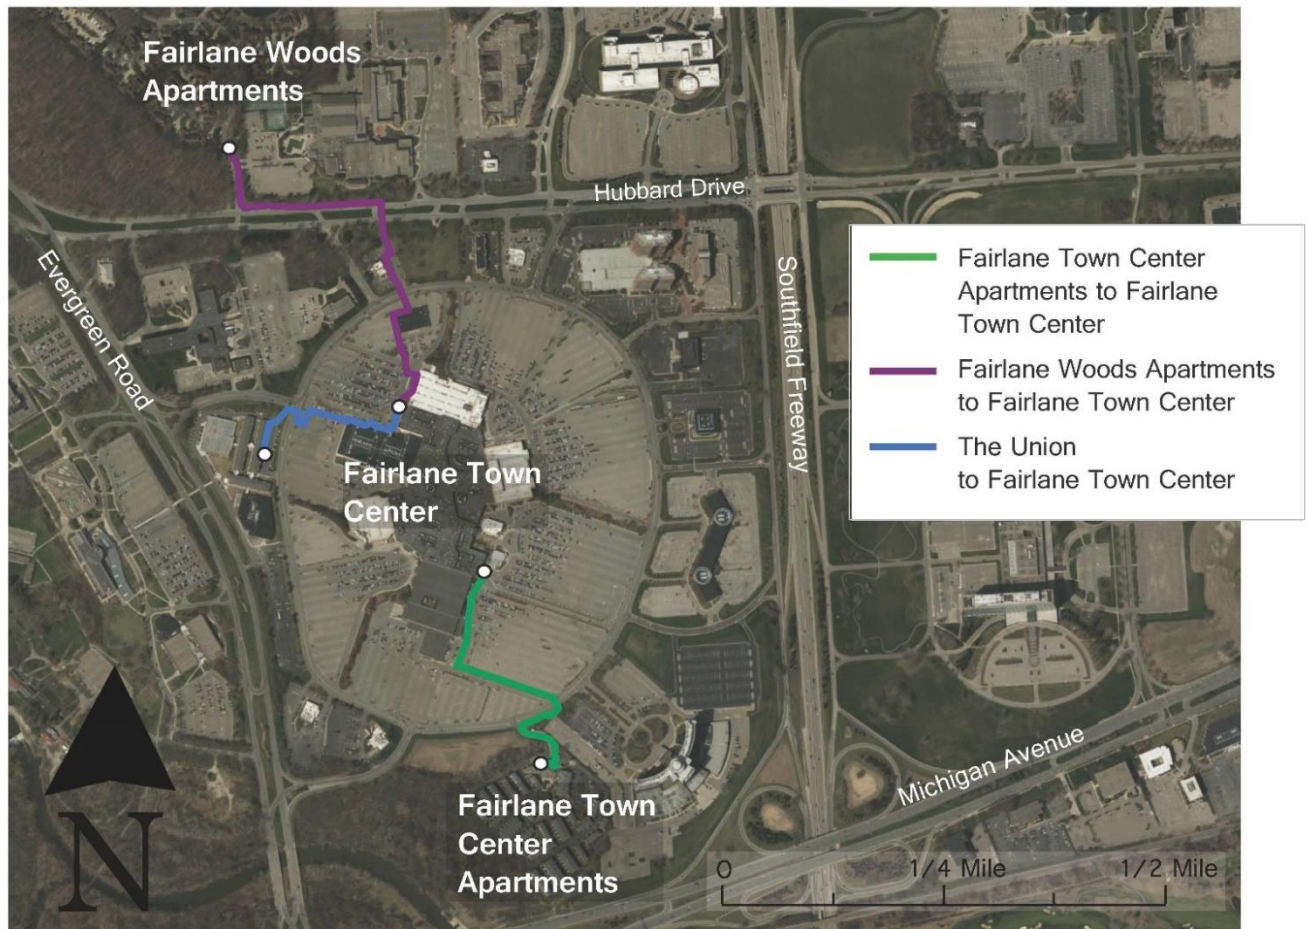 Fairlane Woods
Apartments
Hubbard Drive
Evergreen Road
Southfield Freeway
Fairlane Town Center
Apartments to Fairlane
Town Center
Fairlane Woods Apartments
to Fairlane Town Center
The Union
to Fairlane Town Center
Fairlane Town
Center
Michigan Avenue
Fairlane Town
Center
Apartments
0 1/4 Mile 1/2 Mile
N